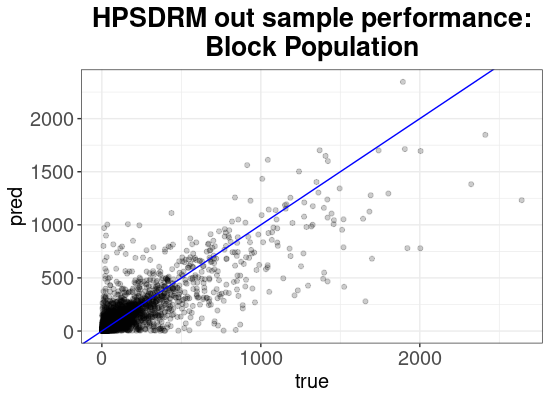 HPSDRM out sample performance:
Block Population
2000
1500
1000
500
0
pred
0 1000 2000
true